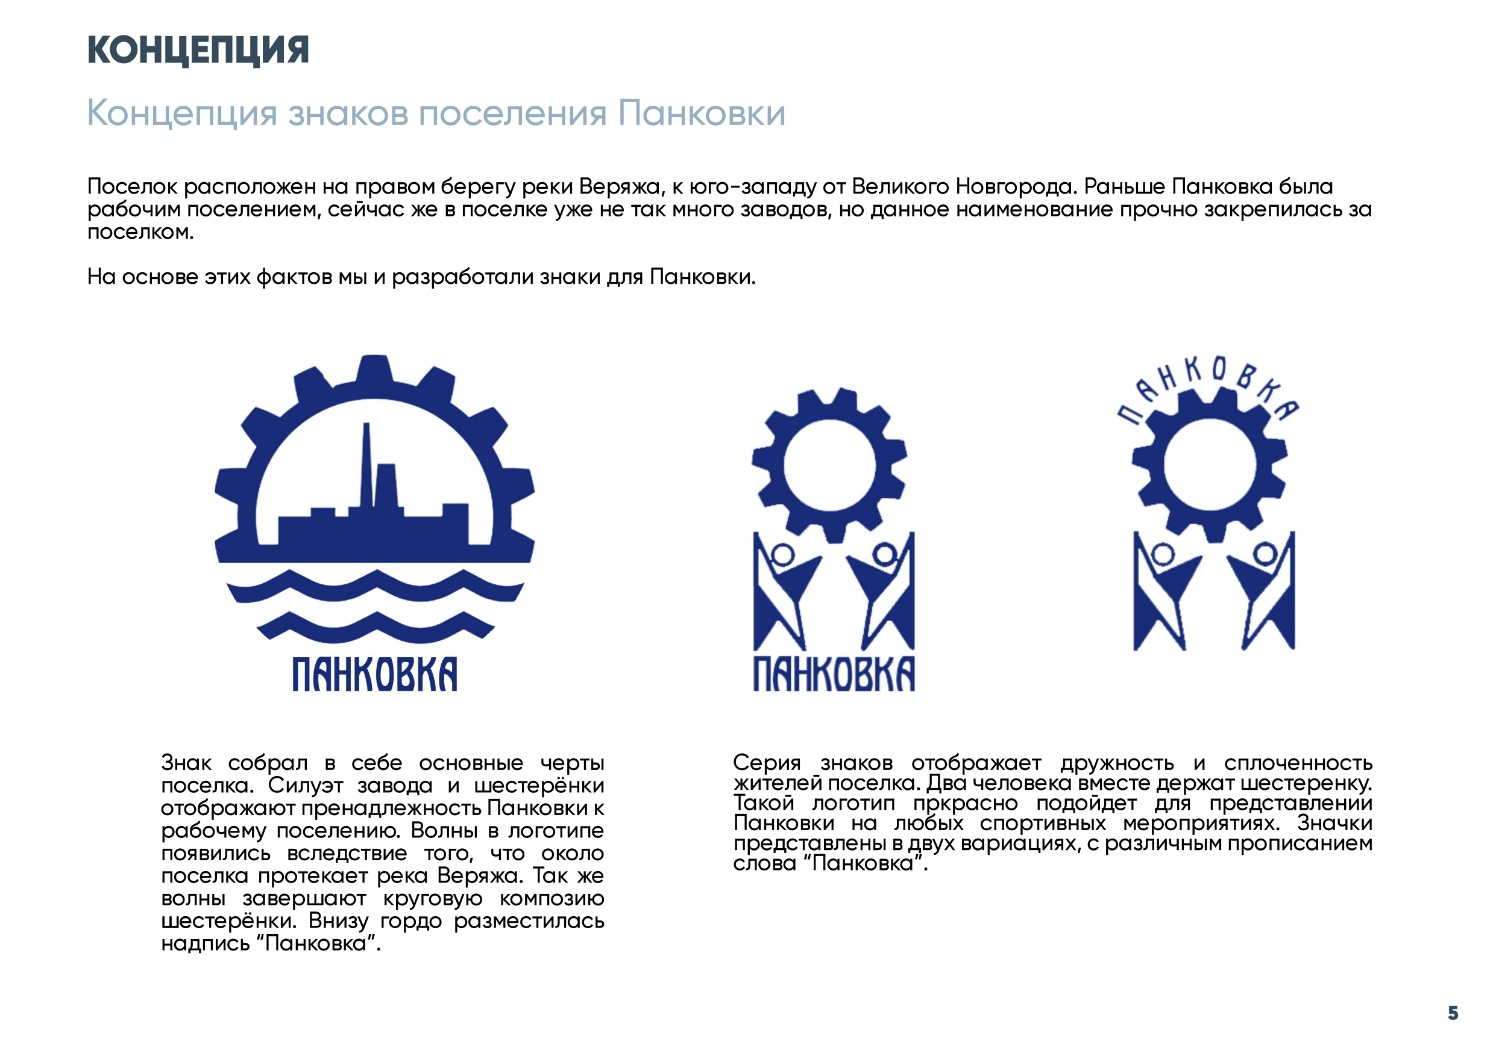 КОНЦЕПЦИЯ
Концепция знаков поселения Панковки
Поселок расположен на правом берегу реки Веряжа, к юго-западу от Великого Новгорода. Раньше Панковка была
рабочим поселением, сейчас же в поселке уже не так много заводов, но данное наименование прочно закрепилась за
поселком.
На основе этих фактов мы и разработали знаки для Панковки.
ПАНКОВКА
ПАНКОВКА
ПАНКОВКА
Знак собрал в себе основные черты
поселка. Силуэт завода и шестерёнки
отображают пренадлежность Панковки к
рабочему поселению. Волны в логотипе
появились вследствие того, что около
поселка протекает река Веряжа. Так же
волны завершают круговую композию
шестерёнки. Внизу гордо разместилась
надпись “Панковка”.
Серия знаков отображает дружность и сплоченность
жителей поселка. Два человека вместе держат шестеренку.
Такой логотип пркрасно подойдет для представлении
Панковки на любых спортивных мероприятиях. Значки
представлены в двух вариациях, с различным прописанием
слова “Панковка”.
5